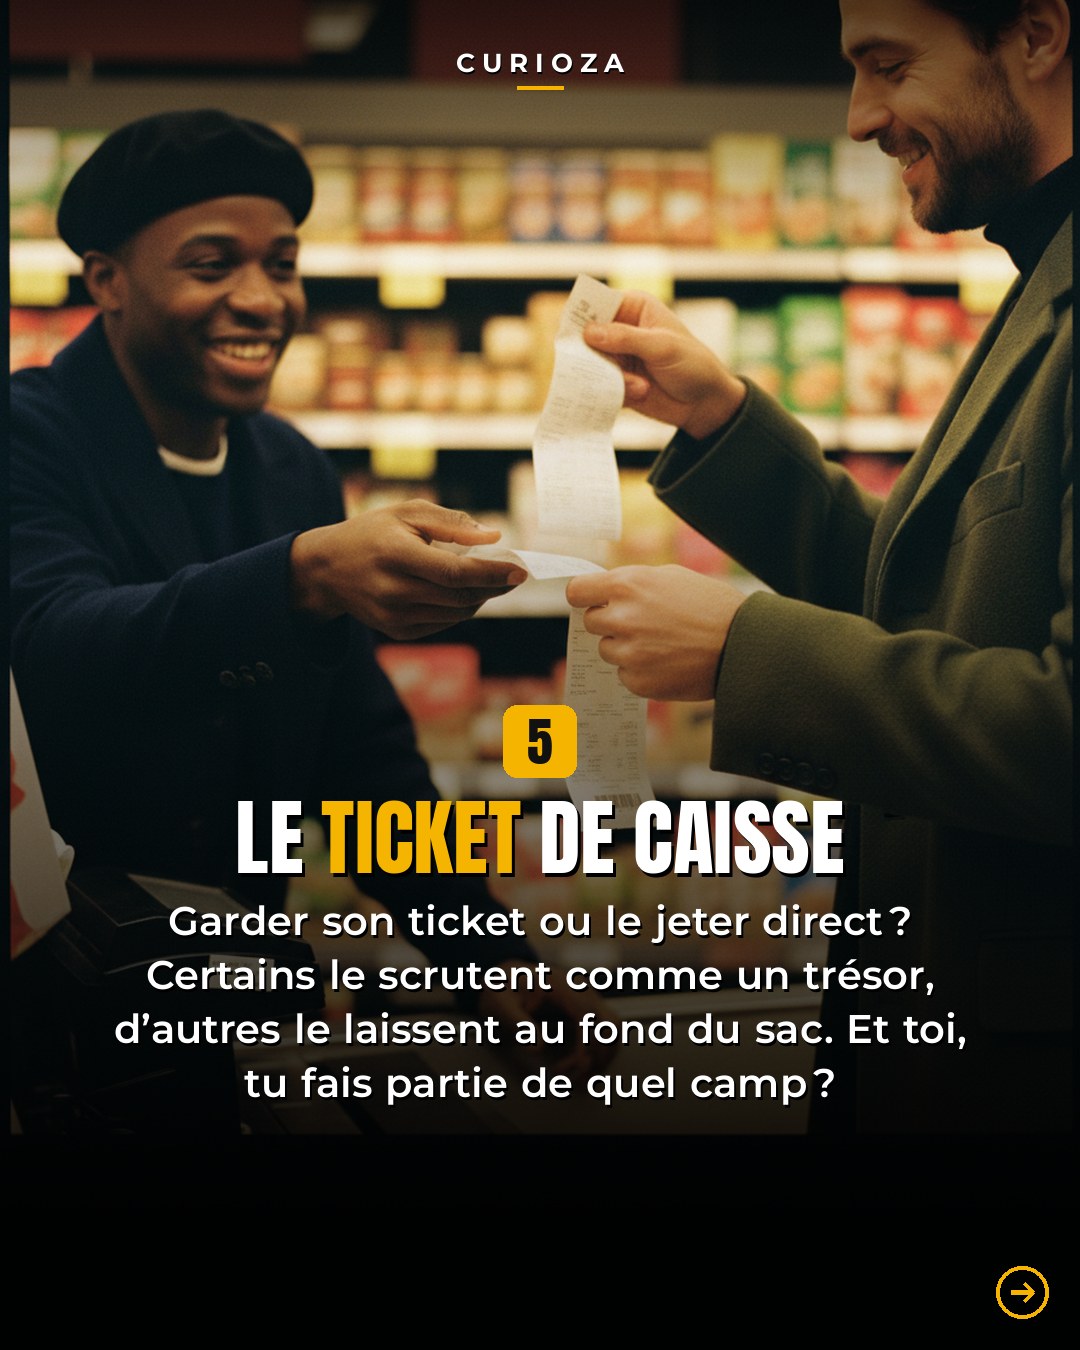 CURIOZA
5
LE TICKET DE CAISSE
Garder son ticket ou le jeter direct ?
Certains le scrutent comme un trésor,
d’autres le laissent au fond du sac. Et toi,
tu fais partie de quel camp ?